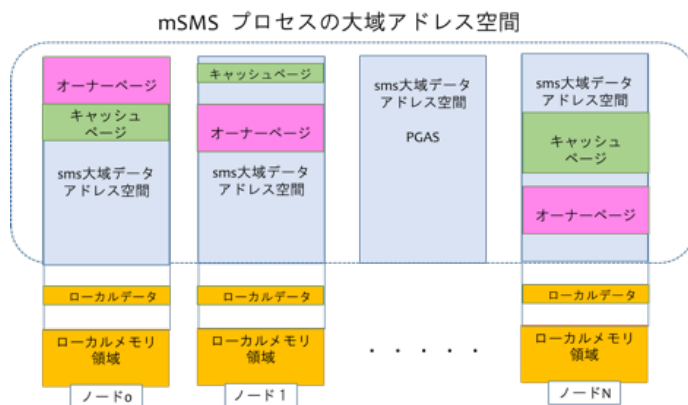 mSMS プロセスの大域アドレス空間
オーナーページ
キャッシュ
ページ
sms大域データ
アドレス空間
ローカルデータ
ローカルメモリ
領域
ノード0
キャッシュページ
オーナーページ
sms大域データ
アドレス空間
ローカルデータ
ローカルメモリ
領域
ノード1
sms大域データ
アドレス空間
PGAS
・・・・・
sms大域データ
アドレス空間
キャッシュ
ページ
オーナーページ
ローカルデータ
ローカルメモリ
領域
ノードN